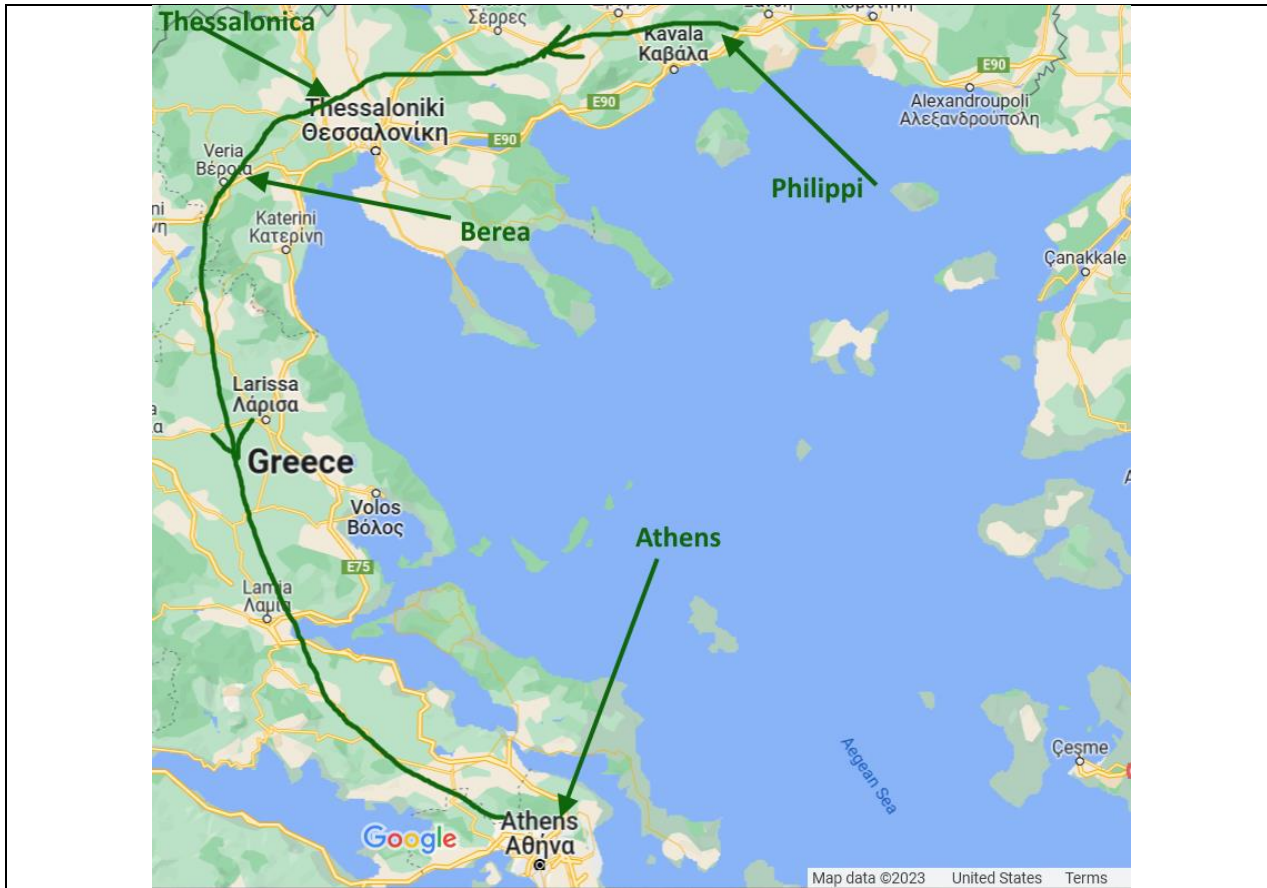 Thessalonica
Σέρρες
Kavala
Καβάλα
E90
Alexandroupoli
Αλεξανδρούπολη
Thessaloniki
Θεσσαλονίκη
E90
E90
Veria
Βέροια
Philippi
Berea
Katerini
Κατερίνη
Çanakkale
Larissa
Λάρισα
Greece
Volos
Βόλος
Athens
E75
Lamia
Λαμία
Aegean Sea
Çeşme
Athens
Αθήνα
Google
Map data ©2023 United States Terms